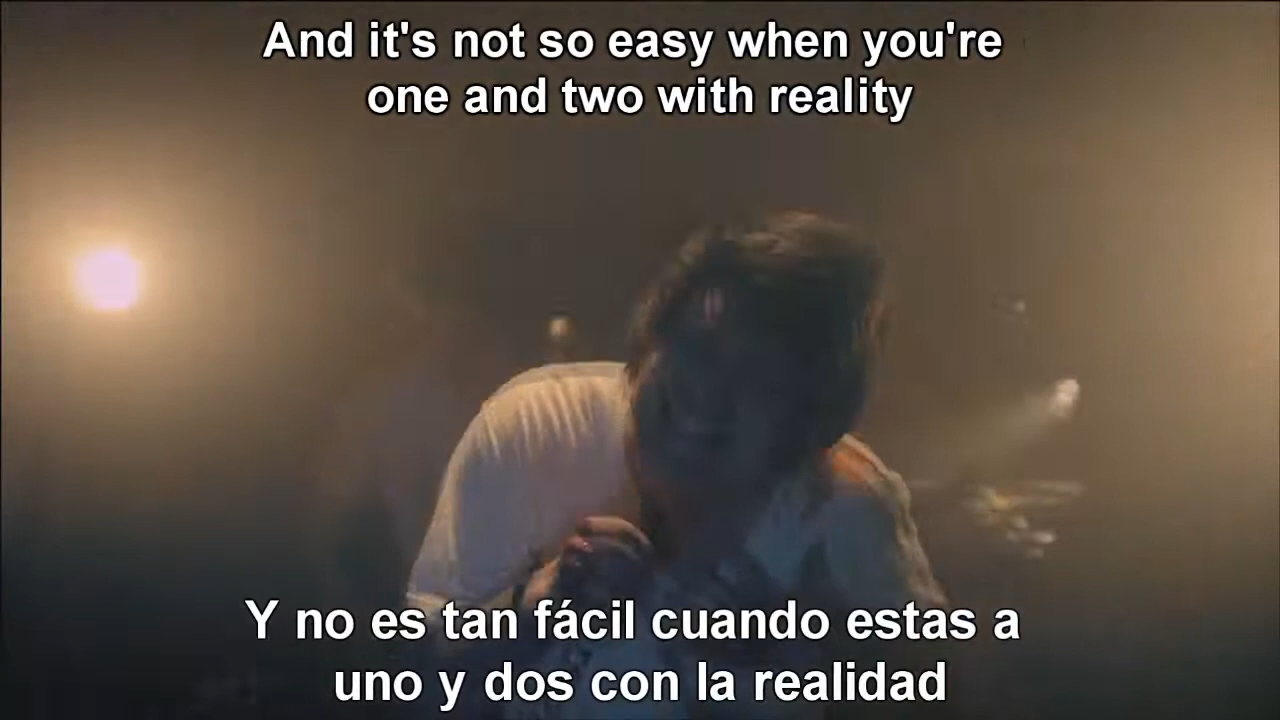 And it's not so easy when you're
one and two with reality
Y no es tan fácil cuando estas a
uno y dos con la realidad